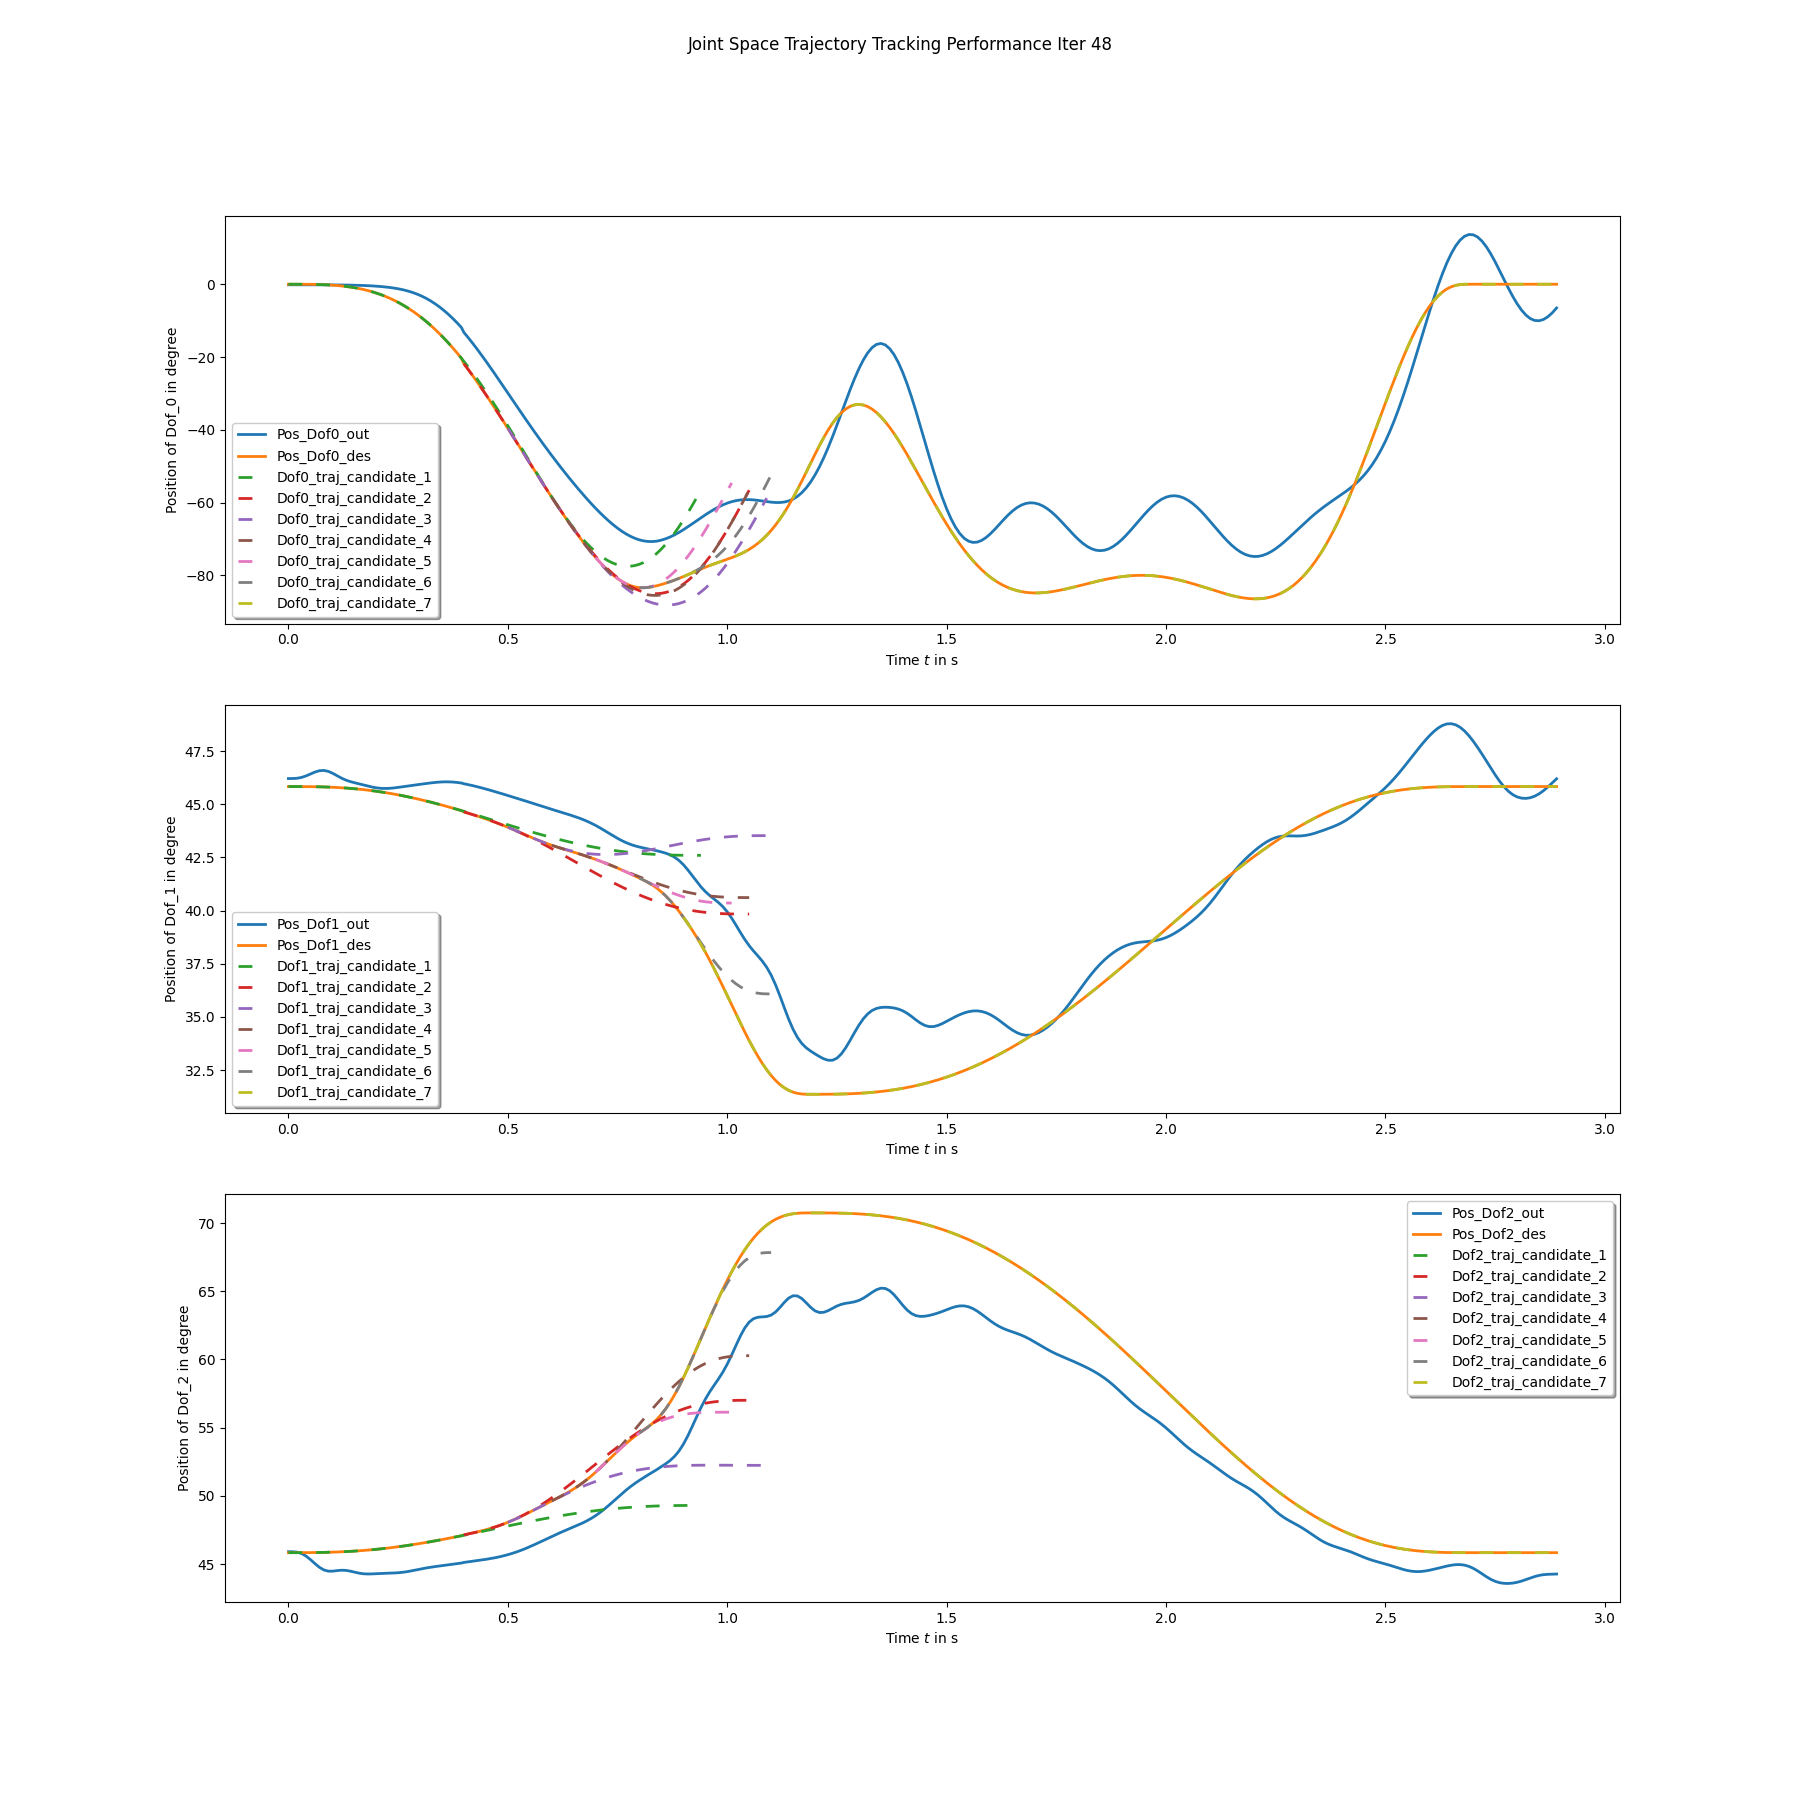 Joint Space Trajectory Tracking Performance Iter 48
Position of Dof_0 in degree
0
−20
−40
−60
−80
Pos_Dof0_out
Pos_Dof0_des
Dof0_traj_candidate_1
Dof0_traj_candidate_2
Dof0_traj_candidate_3
Dof0_traj_candidate_4
Dof0_traj_candidate_5
Dof0_traj_candidate_6
Dof0_traj_candidate_7
0.0 0.5 1.0 1.5 2.0 2.5 3.0
Time t in s
Position of Dof_1 in degree
47.5
45.0
42.5
40.0
37.5
35.0
32.5
Pos_Dof1_out
Pos_Dof1_des
Dof1_traj_candidate_1
Dof1_traj_candidate_2
Dof1_traj_candidate_3
Dof1_traj_candidate_4
Dof1_traj_candidate_5
Dof1_traj_candidate_6
Dof1_traj_candidate_7
0.0 0.5 1.0 1.5 2.0 2.5 3.0
Time t in s
Position of Dof_2 in degree
70
65
60
55
50
45
Pos_Dof2_out
Pos_Dof2_des
Dof2_traj_candidate_1
Dof2_traj_candidate_2
Dof2_traj_candidate_3
Dof2_traj_candidate_4
Dof2_traj_candidate_5
Dof2_traj_candidate_6
Dof2_traj_candidate_7
0.0 0.5 1.0 1.5 2.0 2.5 3.0
Time t in s